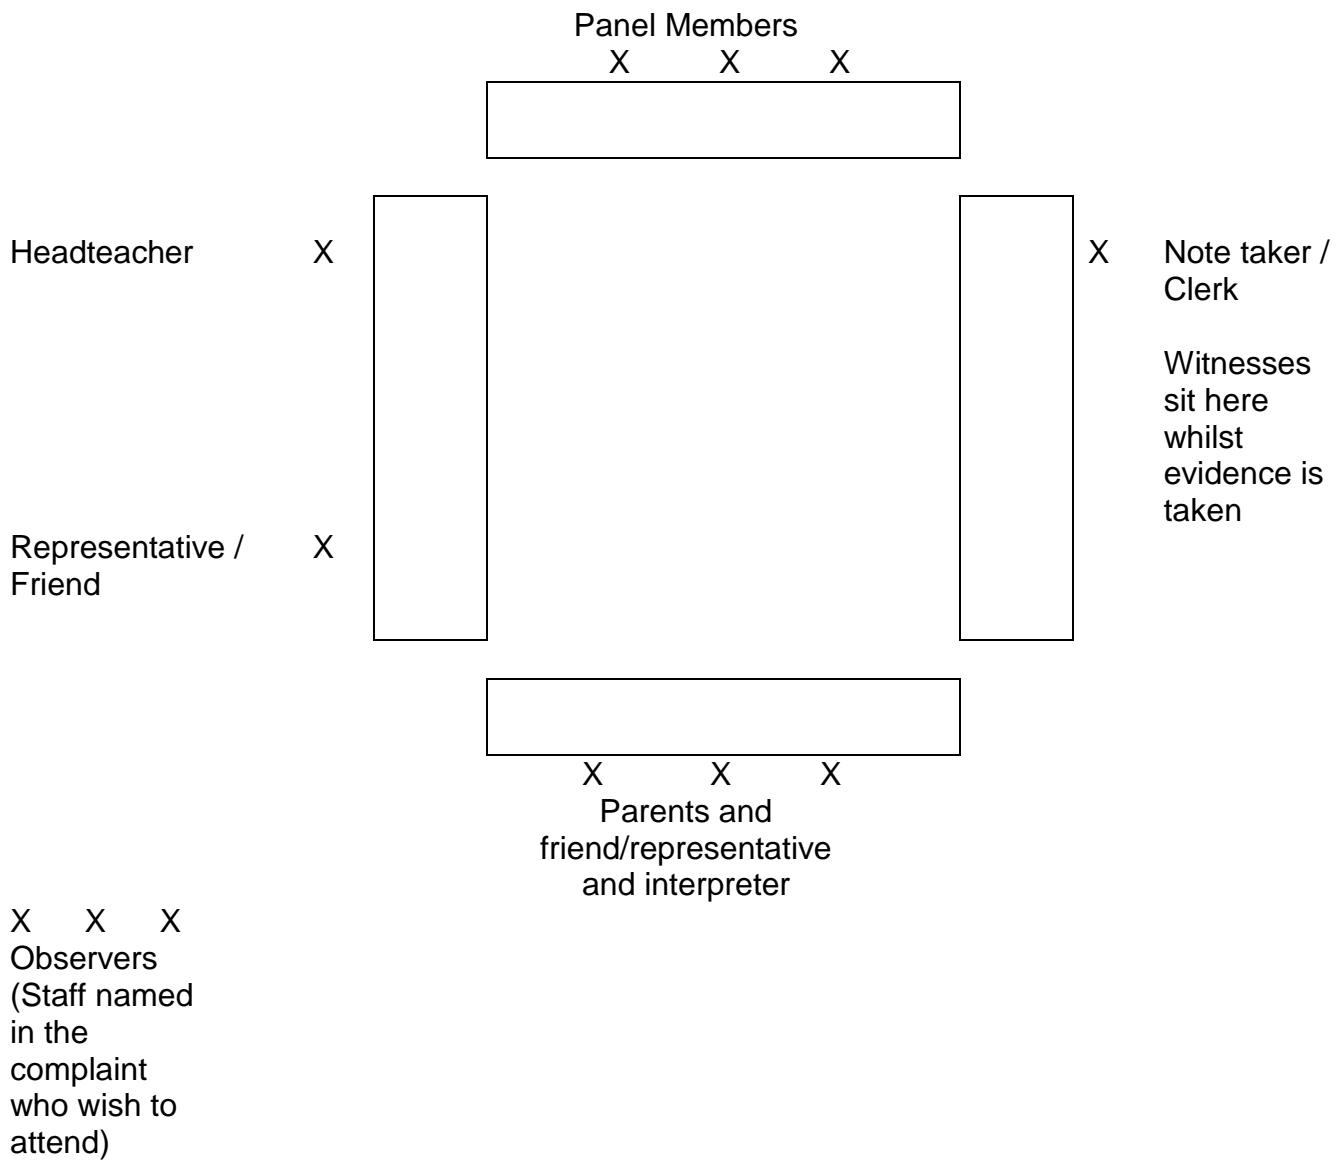 Panel Members
X X X
Headteacher X
X Note taker /
Clerk
Witnesses
sit here
whilst
evidence is
taken
Representative / X
Friend
X X X
Parents and
friend/representative
and interpreter
X X X
Observers
(Staff named
in the
complaint
who wish to
attend)